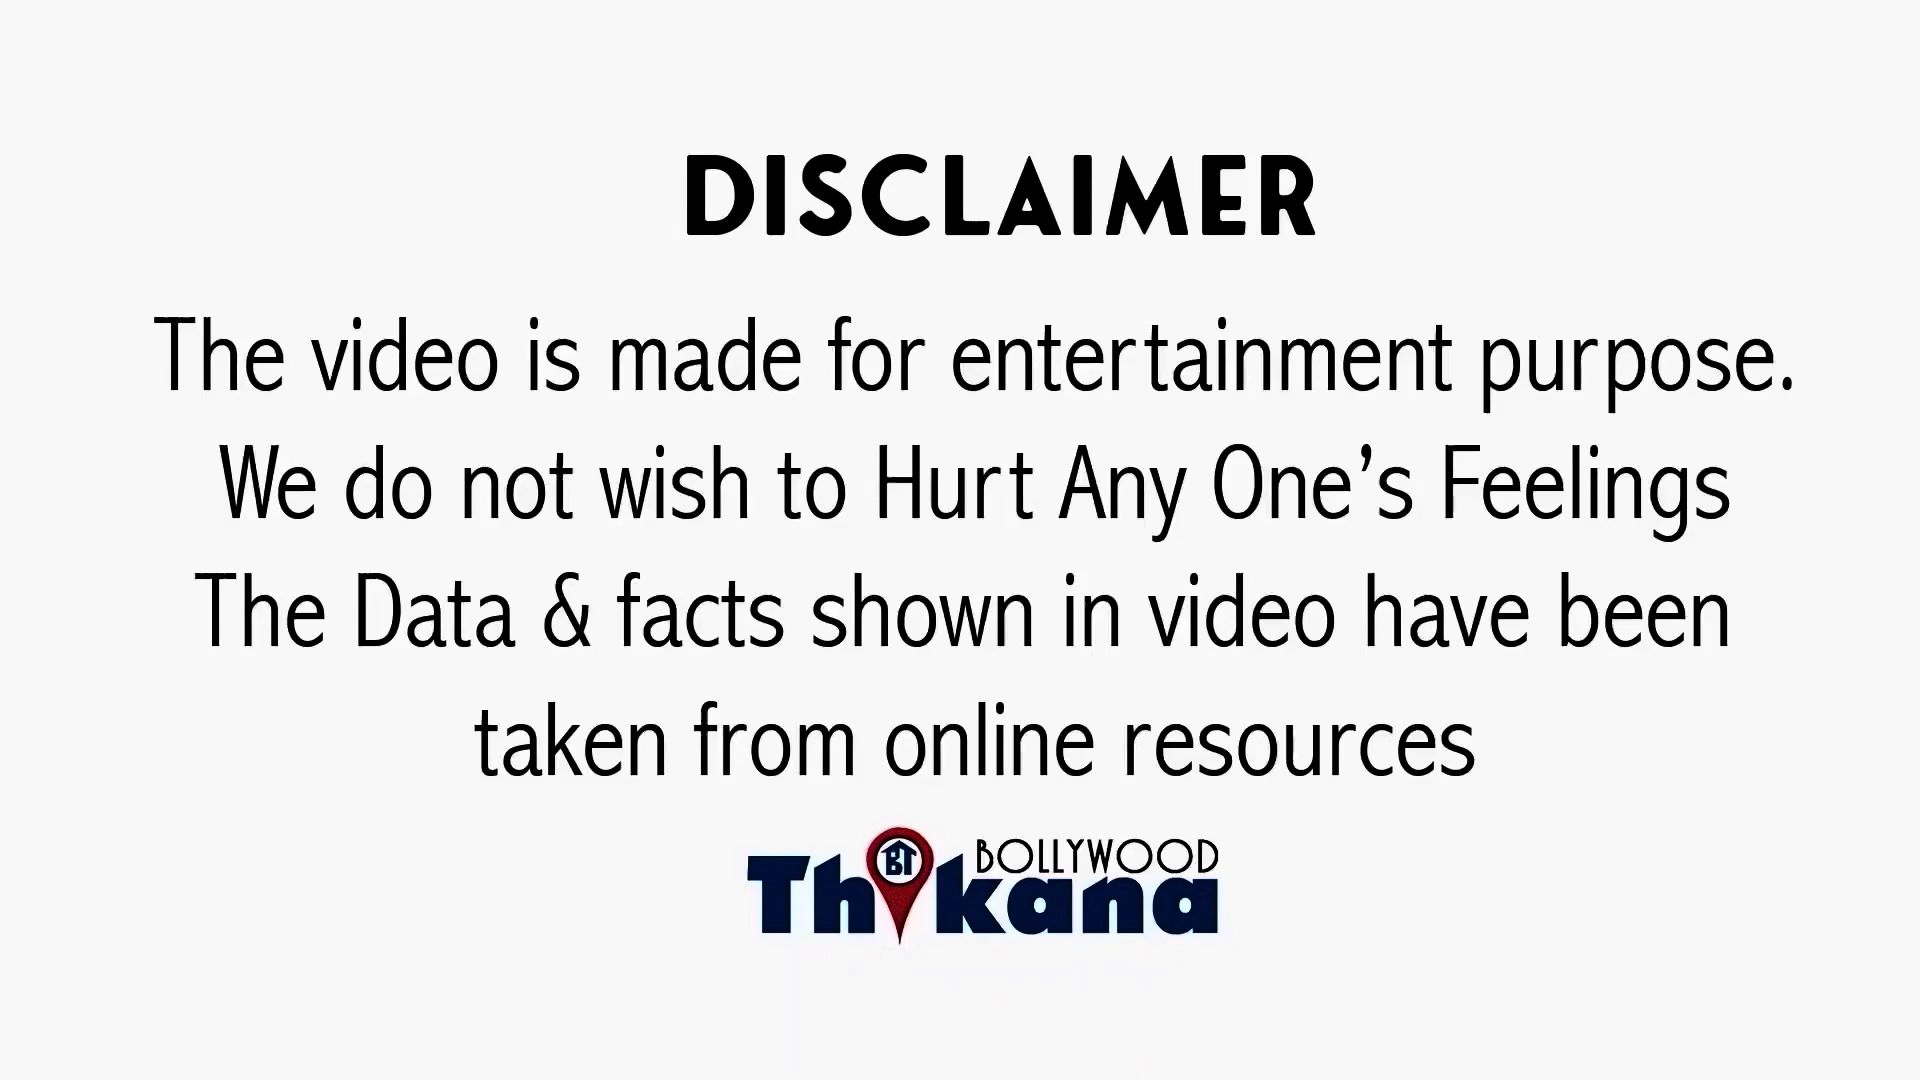 DISCLAIMER
The video is made for entertainment purpose.
We do not wish to Hurt Any One’s Feelings
The Data & facts shown in video have been
taken from online resources
BOLLYWOOD
Thikana
BT